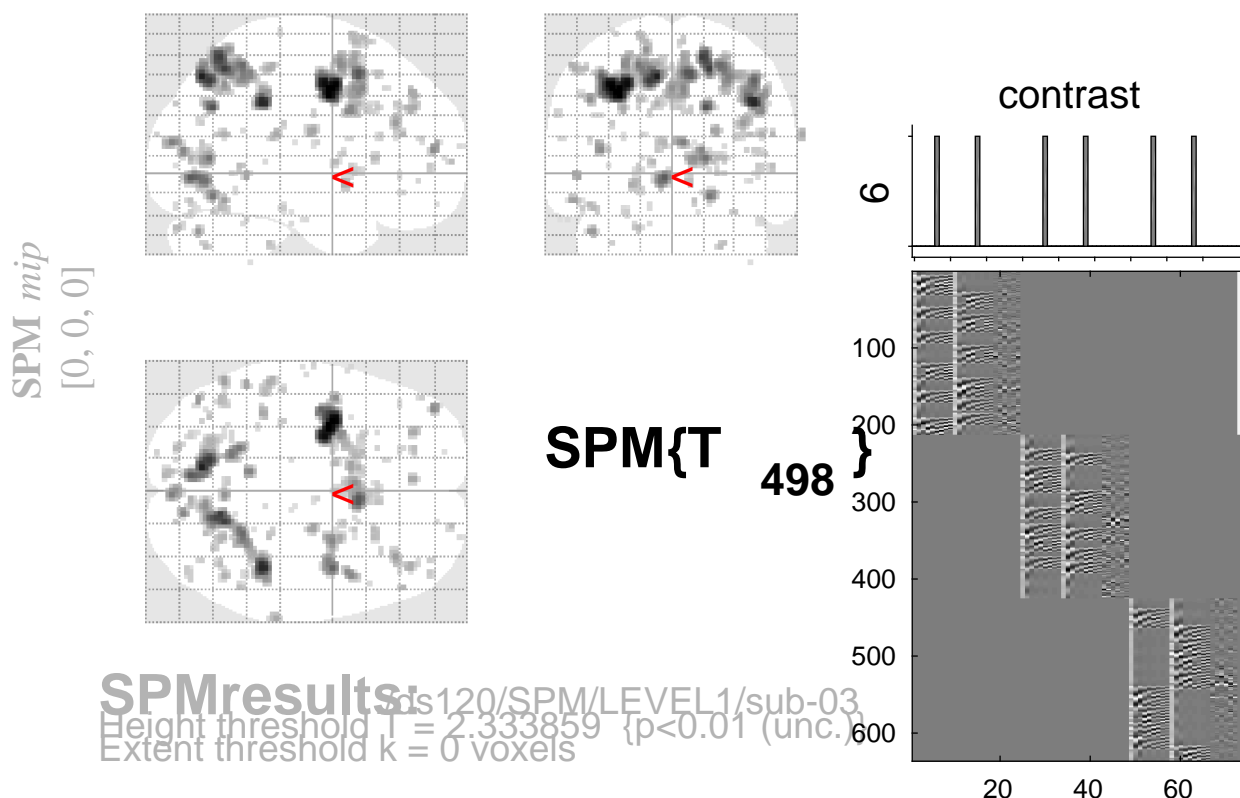 contrast
6
SPM mip
[0, 0, 0]
<
<
<
SPM{T
498
}
100
200
300
400
500
600
20
40
60
SPMresults: /ds120/SPM/LEVEL1/sub-03
Height threshold T = 2.333859 {p<0.01 (unc.)}
Extent threshold k = 0 voxels